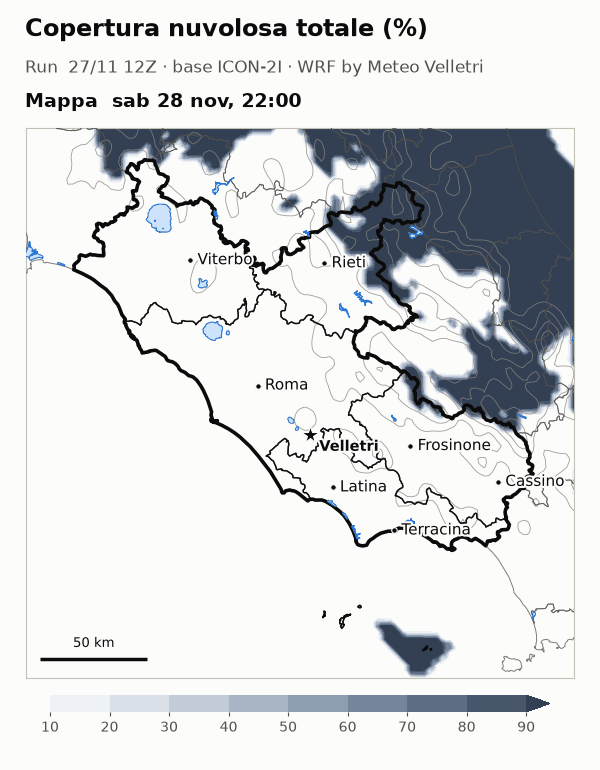 Copertura nuvolosa totale (%)
Run  27/11 12Z · base ICON-2I · WRF by Meteo Velletri
Mappa  sab 28 nov, 22:00
Viterbo
Rieti
Roma
Velletri
Frosinone
Latina
Cassino
Terracina
50 km
10 20 30 40 50 60 70 80 90